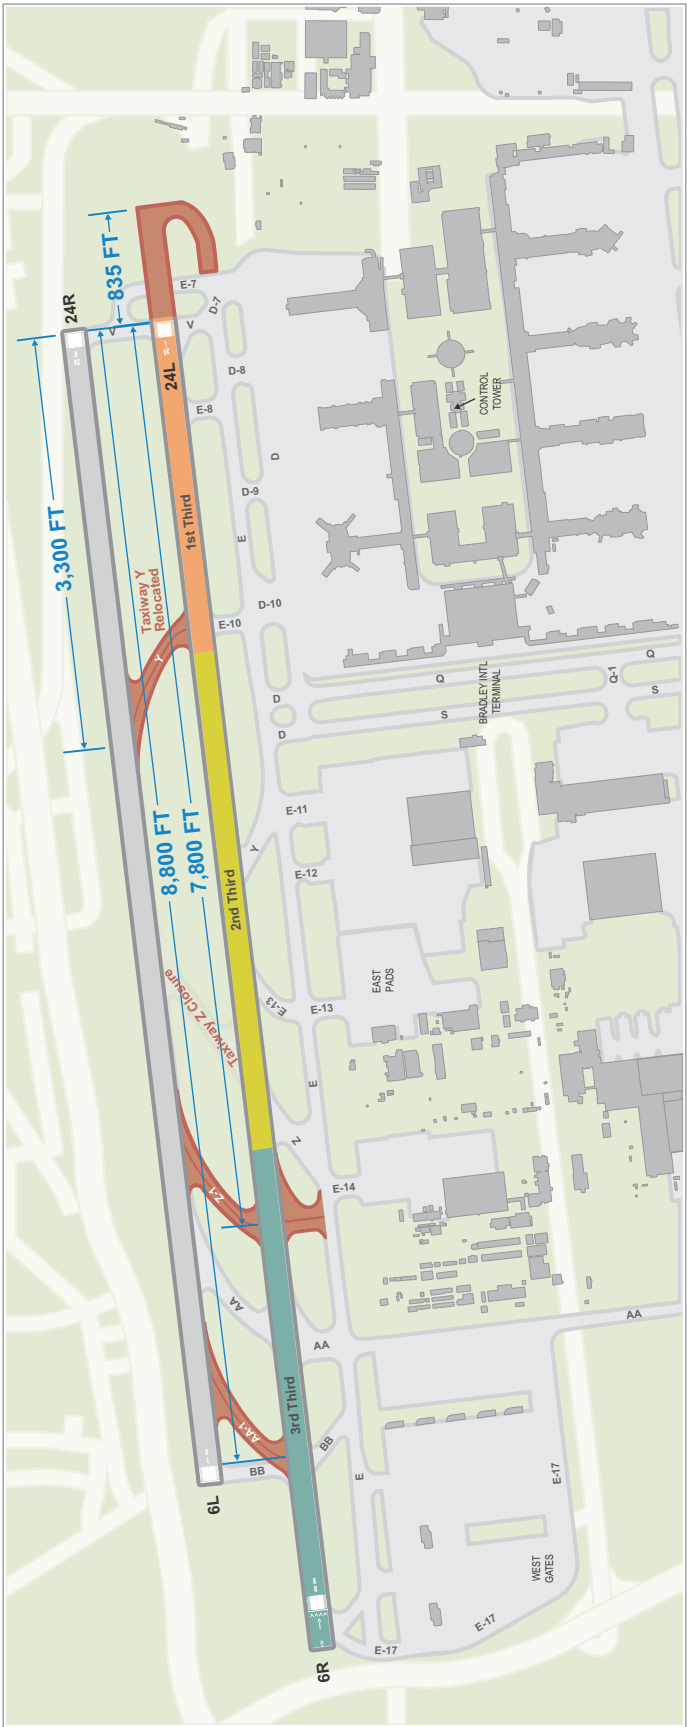 24R
835 FT
E-7
D-7
V
V
24L
D-8
E-8
CONTROL
TOWER
D
D-9
1st Third
E
3,300 FT
Taxiway Y
Relocated
D-10
E-10
Y
Q
Q
Q-1
S
S
D
D
BRADLEY INTL
TERMINAL
E-11
Y
8,800 FT
7,800 FT
E-12
2nd Third
EAST
PADS
Taxiway Z Closure
E-13
E-13
E
Z
E-14
Z-1
AA
AA
AA
3rd Third
AA-1
BB
BB
E
E-17
6L
WEST
GATES
E-17
E-17
6R